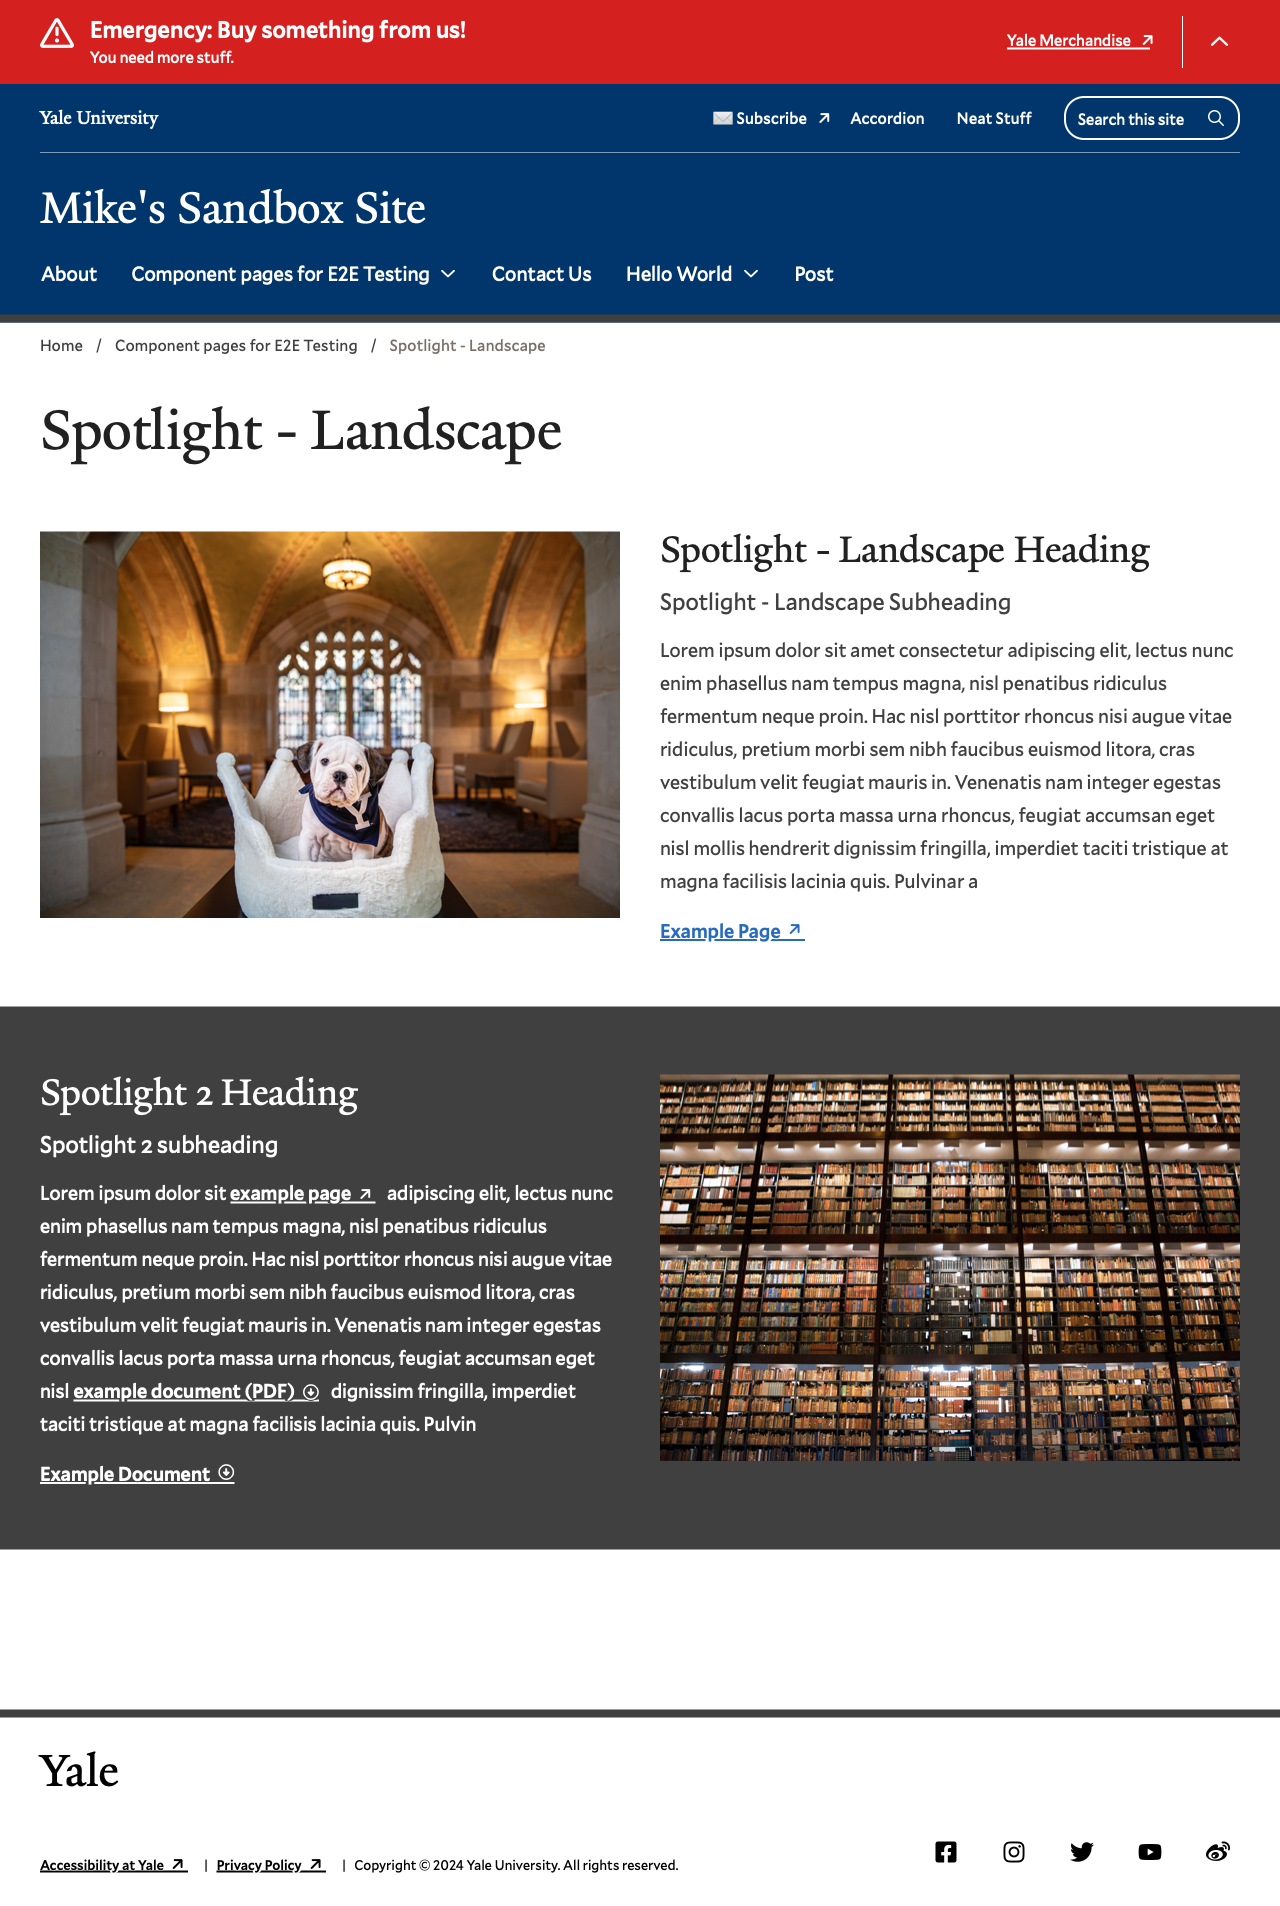 Emergency: Buy something from us!
You need more stuff.
Yale Merchandise
Yale University
Subscribe
Accordion
Neat Stuff
Search this site
Mike's Sandbox Site
About
Component pages for E2E Testing
Contact Us
Hello World
Post
Home / Component pages for E2E Testing / Spotlight - Landscape
Spotlight - Landscape
Spotlight - Landscape Heading
Spotlight - Landscape Subheading
Lorem ipsum dolor sit amet consectetur adipiscing elit, lectus nunc
enim phasellus nam tempus magna, nisl penatibus ridiculus
fermentum neque proin. Hac nisl porttitor rhoncus nisi augue vitae
ridiculus, pretium morbi sem nibh faucibus euismod litora, cras
vestibulum velit feugiat mauris in. Venenatis nam integer egestas
convallis lacus porta massa urna rhoncus, feugiat accumsan eget
nisl mollis hendrerit dignissim fringilla, imperdiet taciti tristique at
magna facilisis lacinia quis. Pulvinar a
Example Page
Y
Spotlight 2 Heading
Spotlight 2 subheading
Lorem ipsum dolor sit example page adipiscing elit, lectus nunc
enim phasellus nam tempus magna, nisl penatibus ridiculus
fermentum neque proin. Hac nisl porttitor rhoncus nisi augue vitae
ridiculus, pretium morbi sem nibh faucibus euismod litora, cras
vestibulum velit feugiat mauris in. Venenatis nam integer egestas
convallis lacus porta massa urna rhoncus, feugiat accumsan eget
nisl example document (PDF) dignissim fringilla, imperdiet
taciti tristique at magna facilisis lacinia quis. Pulvin
Example Document
Yale
Accessibility at Yale | Privacy Policy | Copyright © 2024 Yale University. All rights reserved.